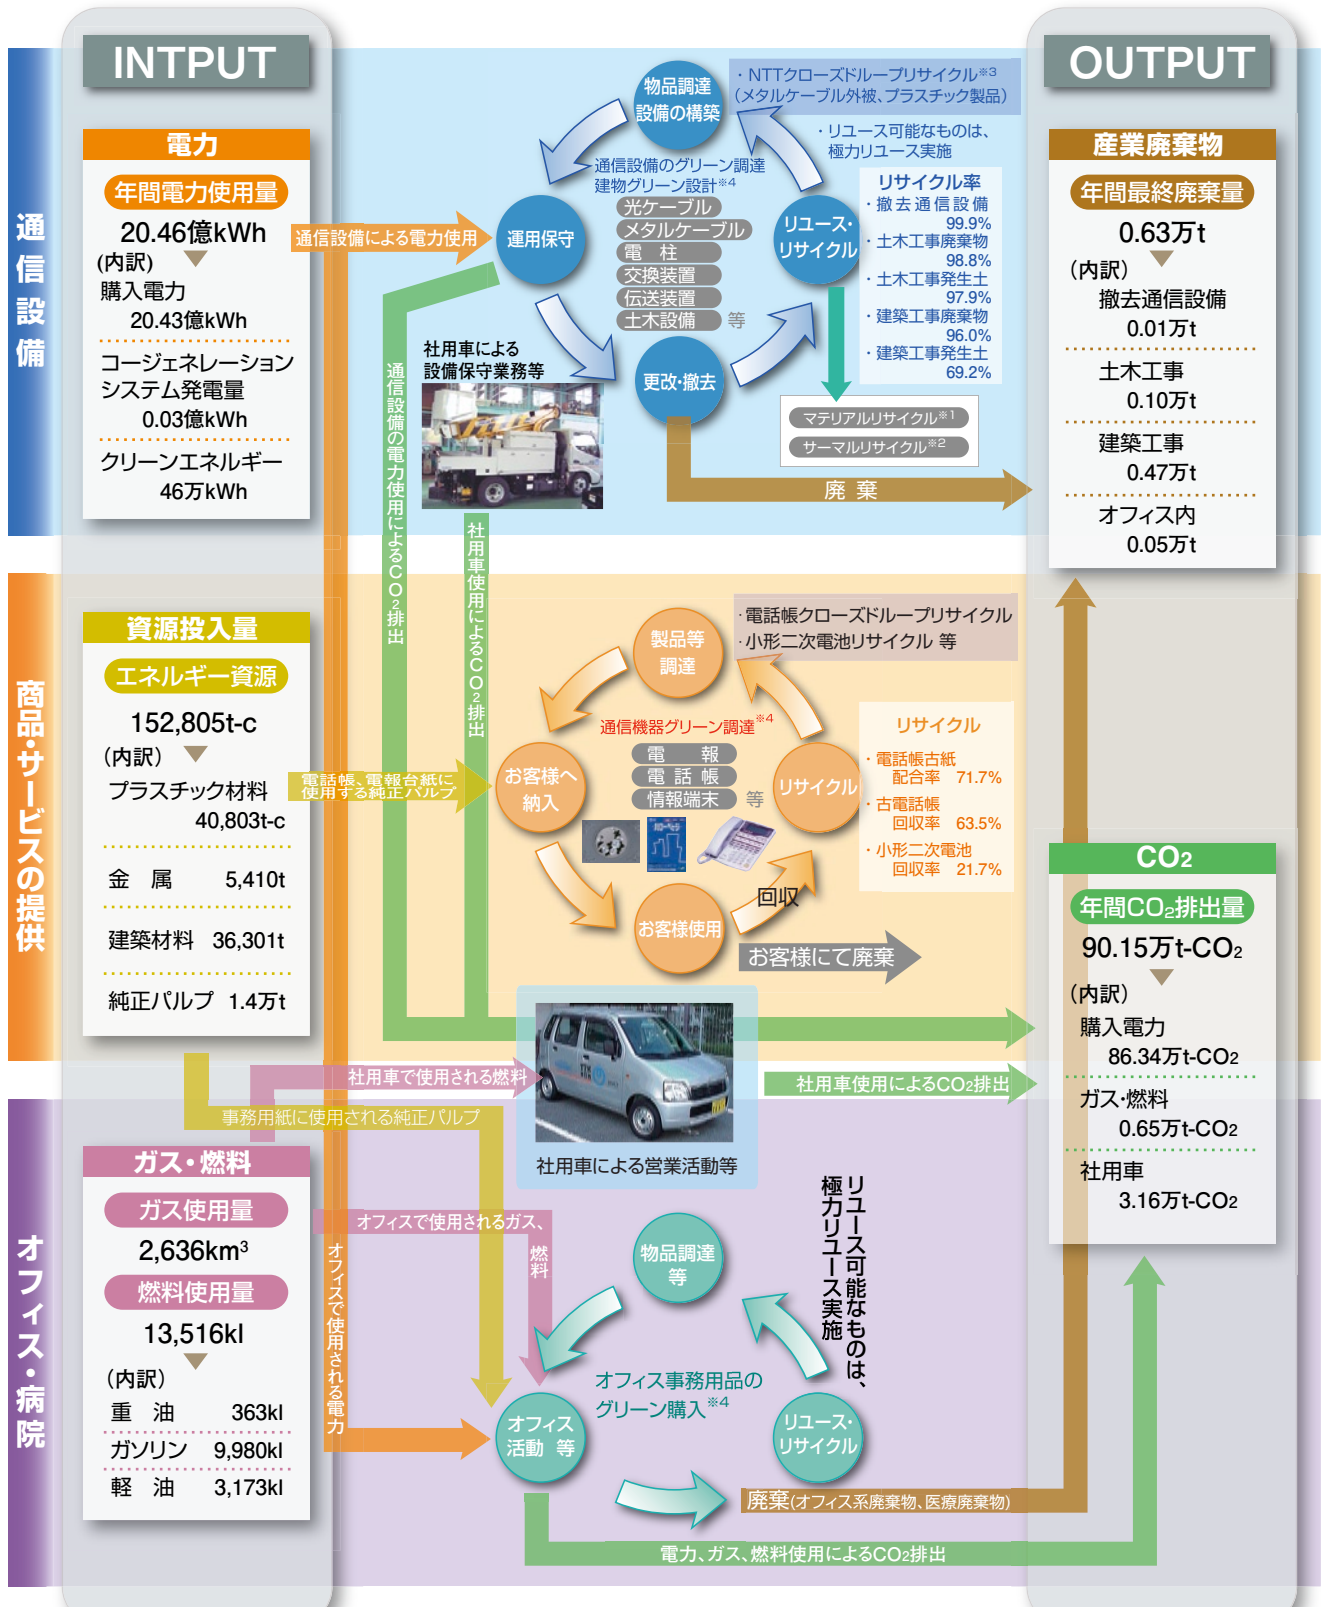 INTPUT
電力
年間電力使用量
20.46億kWh
(内訳)
購入電力
20.43億kWh
コージェネレーション
システム発電量
0.03億kWh
クリーンエネルギー
46万kWh
資源投入量
エネルギー資源
152,805t-c
(内訳)
プラスチック材料
40,803t-c
金　属　5,410t
建築材料　36,301t
純正パルプ　1.4万t
ガス・燃料
ガス使用量
2,636km³
燃料使用量
13,516kl
(内訳)
重　油　363kl
ガソリン　9,980kl
軽　油　3,173kl
通信設備
通信設備による電力使用
物品調達
設備の構築
・NTTクローズドループリサイクル※3
(メタルケーブル外被、プラスチック製品)
・リユース可能なものは、
極力リユース実施
通信設備のグリーン調達
建物グリーン設計※4
光ケーブル
メタルケーブル
電　柱
交換装置
伝送装置
土木設備　等
運用保守
リユース・
リサイクル
更改・撤去
リサイクル率
・撤去通信設備
99.9%
・土木工事廃棄物
98.8%
・土木工事発生土
97.9%
・建築工事廃棄物
96.0%
・建築工事発生土
69.2%
マテリアルリサイクル※1
サーマルリサイクル※2
社用車による
設備保守業務等
廃 棄
通信設備の電力使用によるCO2排出
社用車使用によるCO2排出
商品・サービスの提供
電話帳、電報台紙に
使用する純正パルプ
製品等
調達
・電話帳クローズドループリサイクル
・小形二次電池リサイクル 等
通信機器グリーン調達※4
電　報
電 話 帳
情報端末　等
お客様へ
納入
リサイクル
お客様使用
回収
リサイクル
・電話帳古紙
配合率　71.7%
・古電話帳
回収率　63.5%
・小形二次電池
回収率　21.7%
お客様にて廃棄
社用車で使用される燃料
社用車による営業活動等
社用車使用によるCO2排出
オフィス・病院
事務用紙に使用される純正パルプ
オフィスで使用されるガス、
燃料
オフィスで使用される電力
物品調達
等
オフィス事務用品の
グリーン購入※4
オフィス
活動 等
リユース・
リサイクル
リユース可能なものは、
極力リユース実施
廃棄(オフィス系廃棄物、医療廃棄物)
電力、ガス、燃料使用によるCO2排出
OUTPUT
産業廃棄物
年間最終廃棄量
0.63万t
(内訳)
撤去通信設備
0.01万t
土木工事
0.10万t
建築工事
0.47万t
オフィス内
0.05万t
CO2
年間CO2排出量
90.15万t-CO2
(内訳)
購入電力
86.34万t-CO2
ガス・燃料
0.65万t-CO2
社用車
3.16万t-CO2